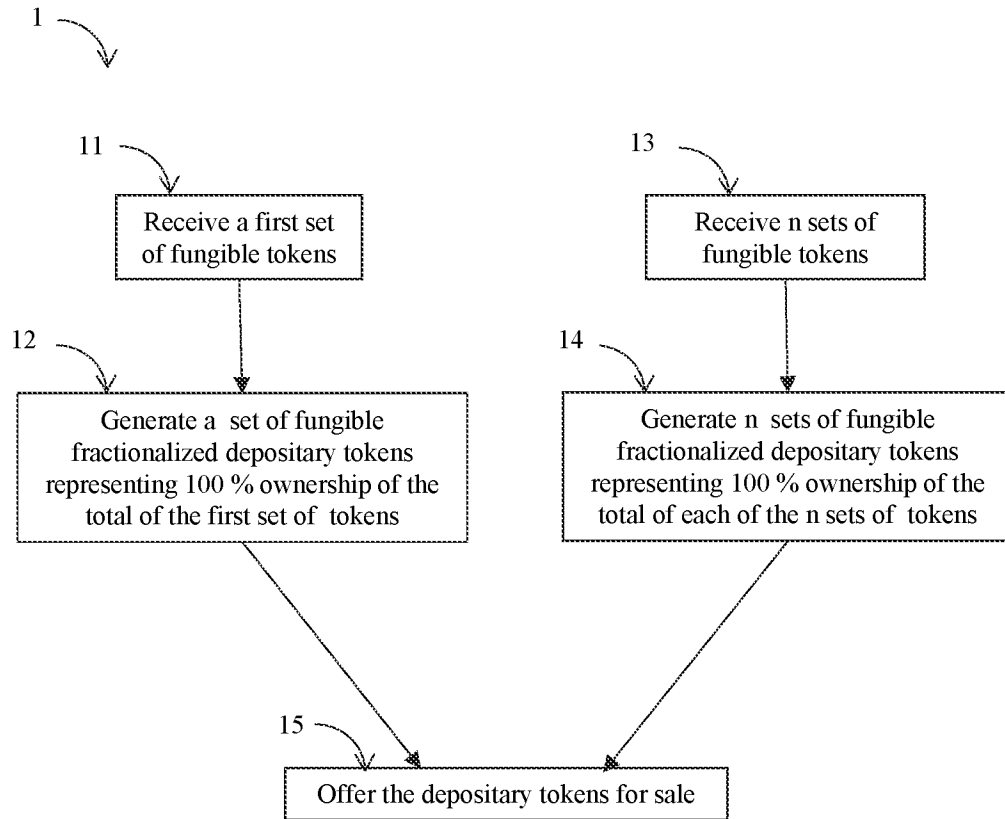 1
11
Receive a first set
of fungible tokens
13
Receive n sets of
fungible tokens
12
Generate a set of fungible
fractionalized depositary tokens
representing 100 % ownership of the
total of the first set of tokens
14
Generate n sets of fungible
fractionalized depositary tokens
representing 100 % ownership of the
total of each of the n sets of tokens
15
Offer the depositary tokens for sale